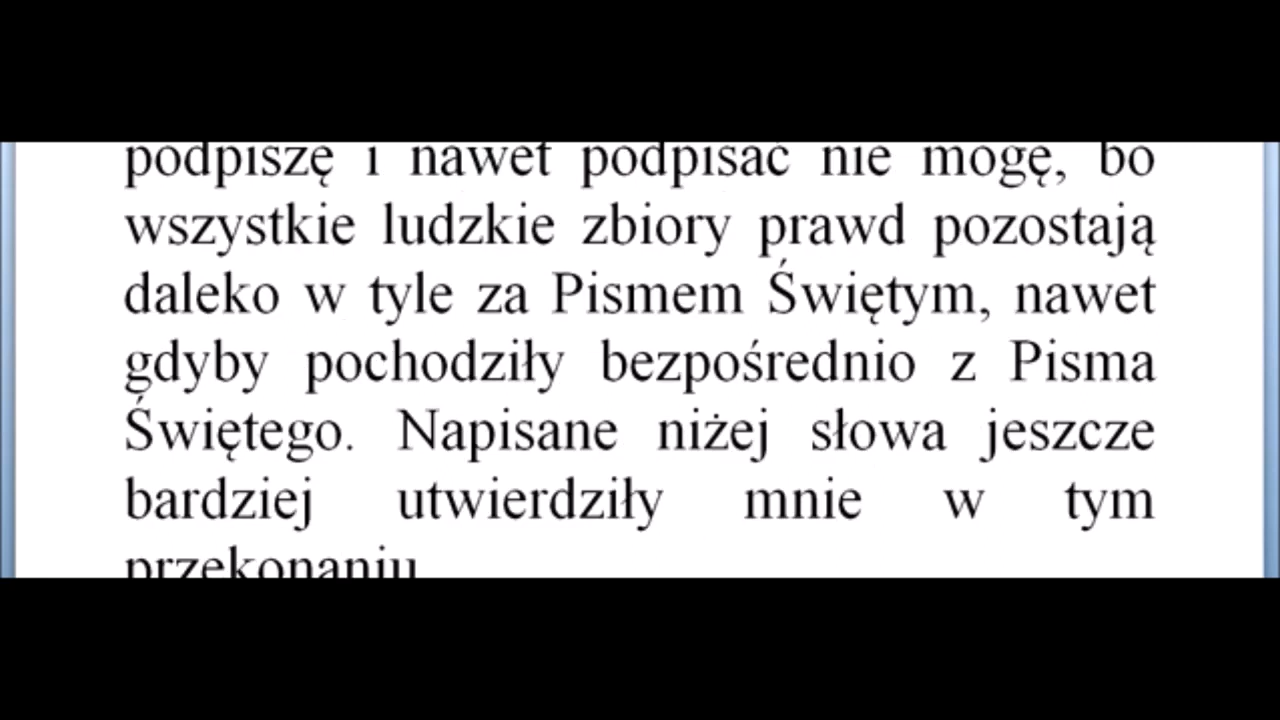 podpiszę i nawet podpisać nie mogę, bo
wszystkie ludzkie zbiory prawd pozostają
daleko w tyle za Pismem Świętym, nawet
gdyby pochodziły bezpośrednio z Pisma
Świętego. Napisane niżej słowa jeszcze
bardziej utwierdziły mnie w tym
przekonaniu